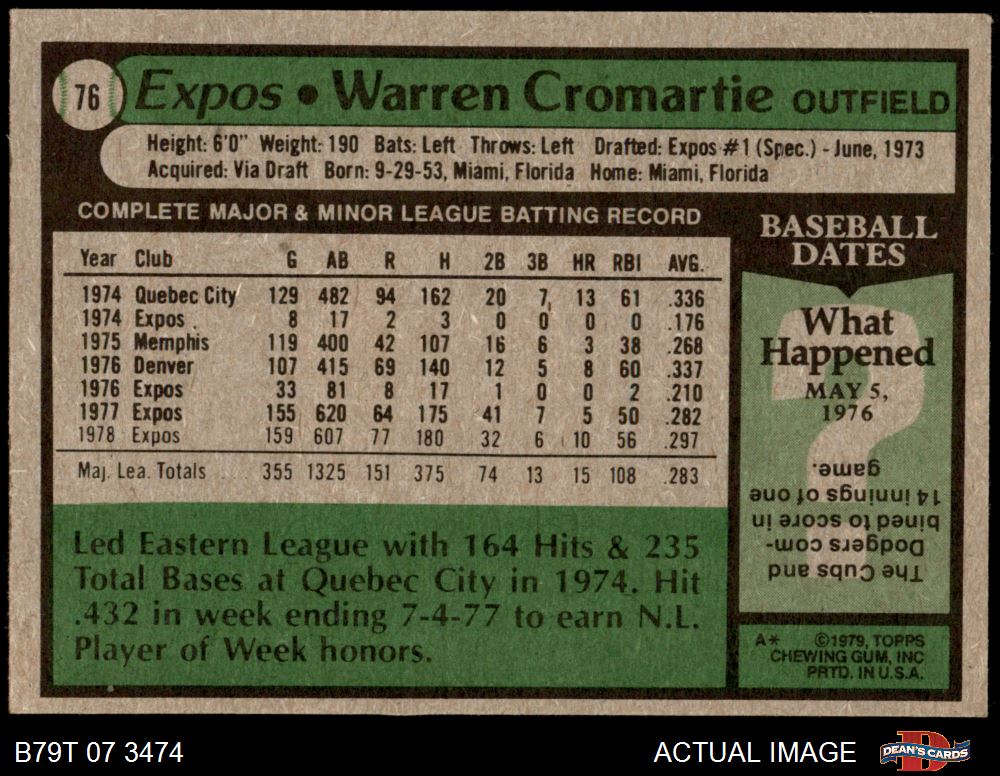 76 Expos • Warren Cromartie OUTFIELD
Height: 6'0" Weight: 190 Bats: Left Throws: Left Drafted: Expos #1 (Spec.) - June, 1973
Acquired: Via Draft Born: 9-29-53, Miami, Florida Home: Miami, Florida
COMPLETE MAJOR & MINOR LEAGUE BATTING RECORD
Year Club G AB R H 2B 3B HR RBI AVG.
1974 Quebec City 129 482 94 162 20 7 13 61 .336
1974 Expos 8 17 2 3 0 0 0 0 .176
1975 Memphis 119 400 42 107 16 6 3 38 .268
1976 Denver 107 415 69 140 12 5 8 60 .337
1976 Expos 33 81 8 17 1 0 0 2 .210
1977 Expos 155 620 64 175 41 7 5 50 .282
1978 Expos 159 607 77 180 32 6 10 56 .297
Maj. Lea. Totals 355 1325 151 375 74 13 15 108 .283
Led Eastern League with 164 Hits & 235
Total Bases at Quebec City in 1974. Hit
.432 in week ending 7-4-77 to earn N.L.
Player of Week honors.
BASEBALL
DATES
What
Happened
MAY 5,
1976
?
The Cubs and
Dodgers com-
bined to score in
14 innings of one
game.
A* ©1979, TOPPS
CHEWING GUM, INC
PRTD. IN U.S.A.
B79T 07 3474
ACTUAL IMAGE
D
DEAN'S CARDS